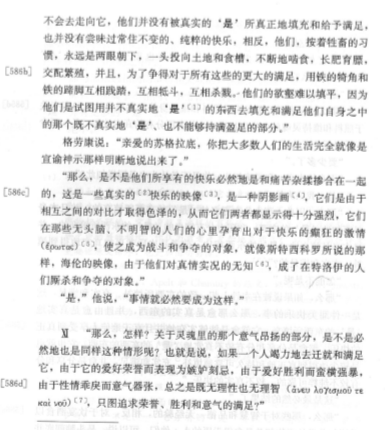 不会去走向它，他们并没有被真实的‘是’所真正地填充和给予满足，
也并没有尝味过常住不变的、纯粹的快乐，相反，他们，按着牲畜的习
惯，永远是两眼朝下，一头投向土地和食槽，不断地啃食，长肥育膘，
[586b] 交配繁殖，并且，为了争得对于所有这些的更大的满足，用铁的犄角和
铁的蹄脚互相践踏，互相牴斗，互相杀戮。他们的欲壑难以填平，因为
他们是试图用并不真实地‘是’〔3〕的东西去填充和满足他们自身之中
的那个既不真实地‘是’、也不能够持满盈足的部分。”
格劳康说：“亲爱的苏格拉底，你把大多数人们的生活完全就像是
宣谕神示那样明断地说出来了。”
“那么，是不是他们所享有的快乐必然地是和痛苦杂揉掺合在一起
[586c] 的，这是一些真实的快乐的映像，是一种阴影画〔4〕，它们是由于
相互之间的对比才取得色泽的，从而它们两者都显示得十分强烈，它们
在那些无头脑、不明智的人们的心里孕育出对于快乐的癫狂的激情
（ἔρωτας）〔5〕，使之成为战斗和争夺的对象，就像斯特西科罗所说的那
样，海伦的映像，由于他们对真情实况的无知〔6〕，成了在特洛伊的人
们厮杀和争夺的对象。”
“是，”他说，“事情就必然要成为这样。”
“那么，怎样？关于灵魂里的那个意气昂扬的部分，是不是必
然地也是同样这种情形呢？也就是说，如果一个人竭力地去迁就和满足
它，由于它的爱好荣誉而表现为嫉妒刻忌，由于爱好胜利而蛮横强暴，
[586d] 由于性情乖戾而意气嚣张，总之是既无理性也无理智（ἄνευ λογισμοῦ τε
καὶ νοῦ）〔7〕，只图追求荣誉、胜利和意气的满足？”